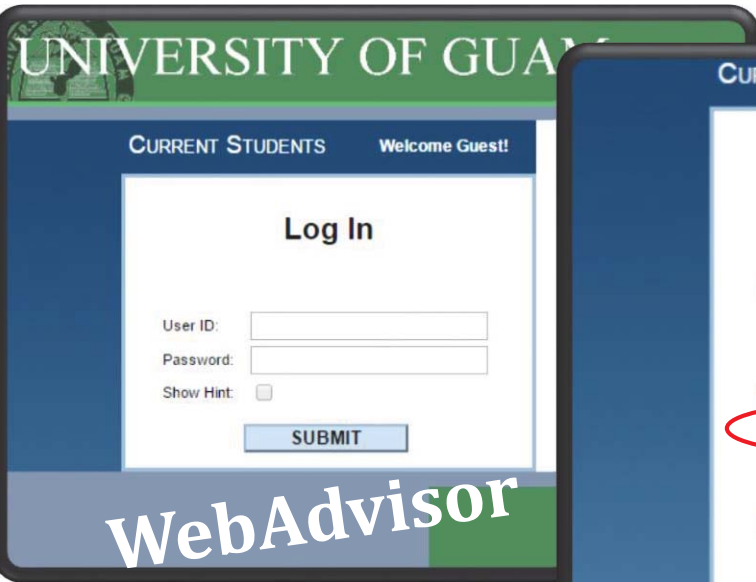 UNIVERSITY OF GUA
CURRENT STUDENTS Welcome Guest!
Log In
User ID:
Password:
Show Hint:
SUBMIT
WebAdvisor